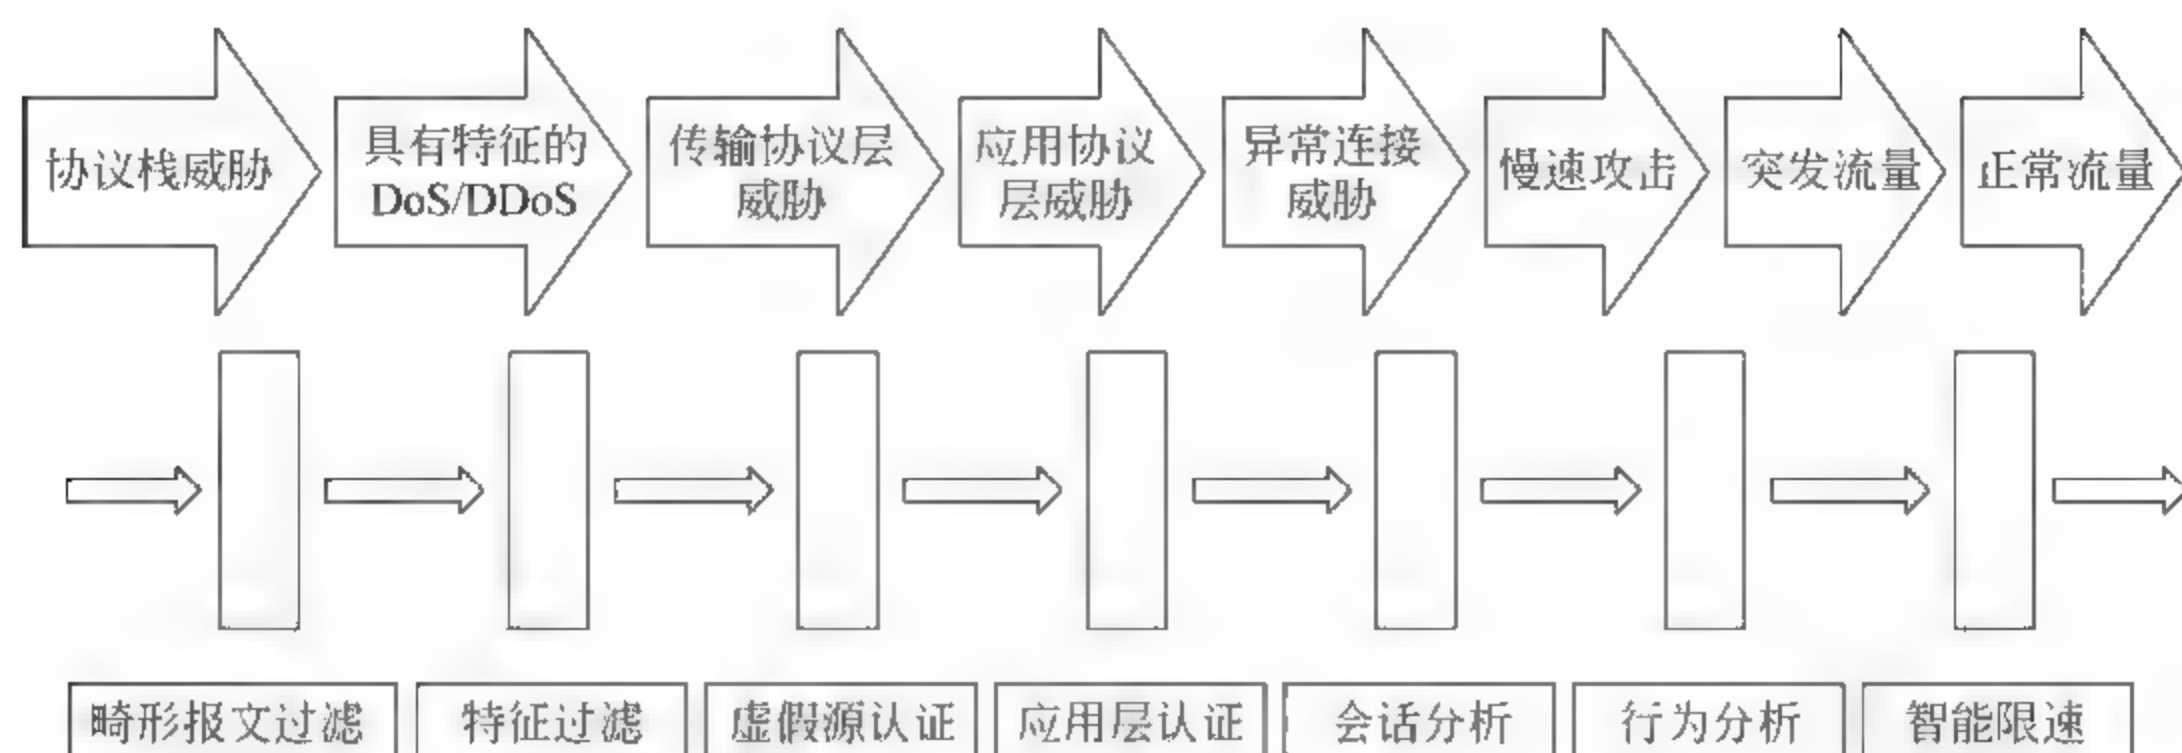 协议栈威胁
具有特征的
DoS/DDoS
传输协议层
威胁
应用协议
层威胁
异常连接
威胁
慢速攻击
突发流量
正常流量
畸形报文过滤
特征过滤
虚假源认证
应用层认证
会话分析
行为分析
智能限速